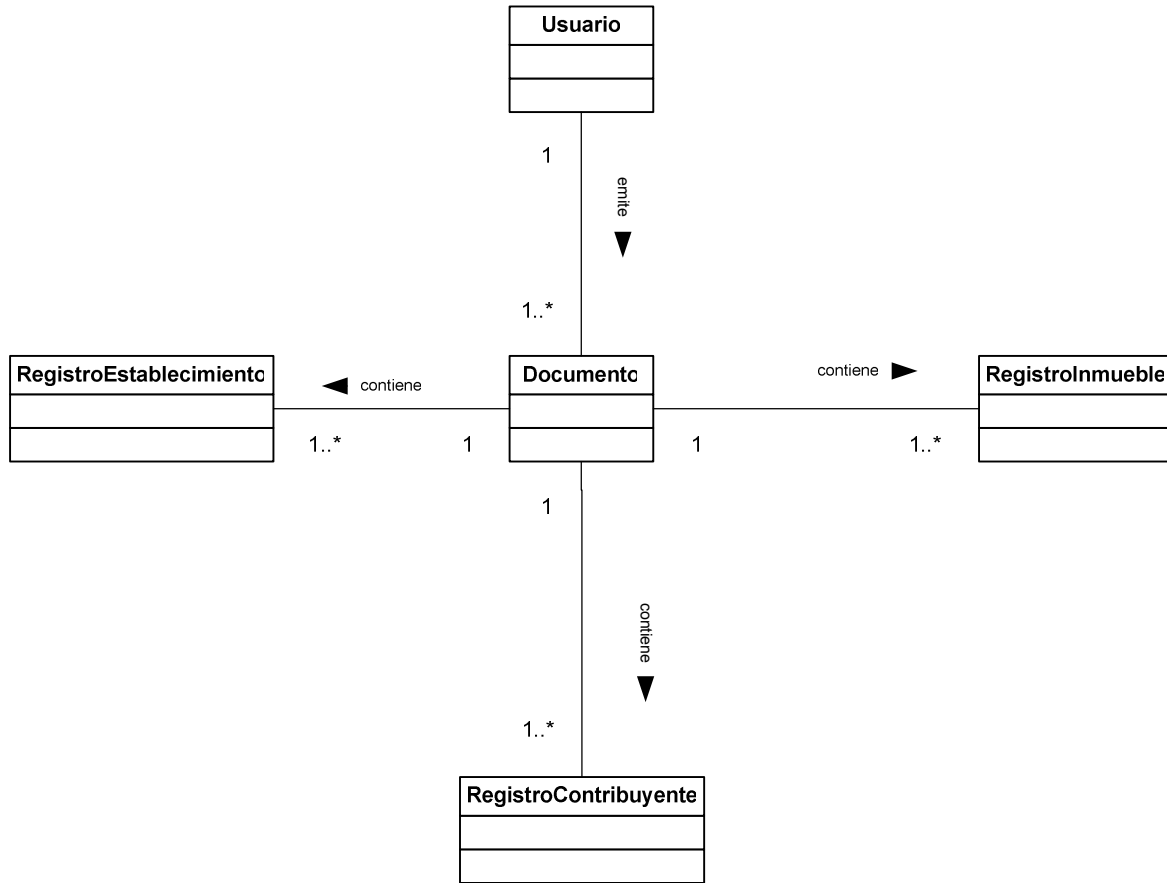 Usuario
1
emite
1..*
RegistroEstablecimiento
contiene
Documento
contiene
RegistroInmueble
1..*
1
1
1..*
1
contiene
1..*
RegistroContribuyente